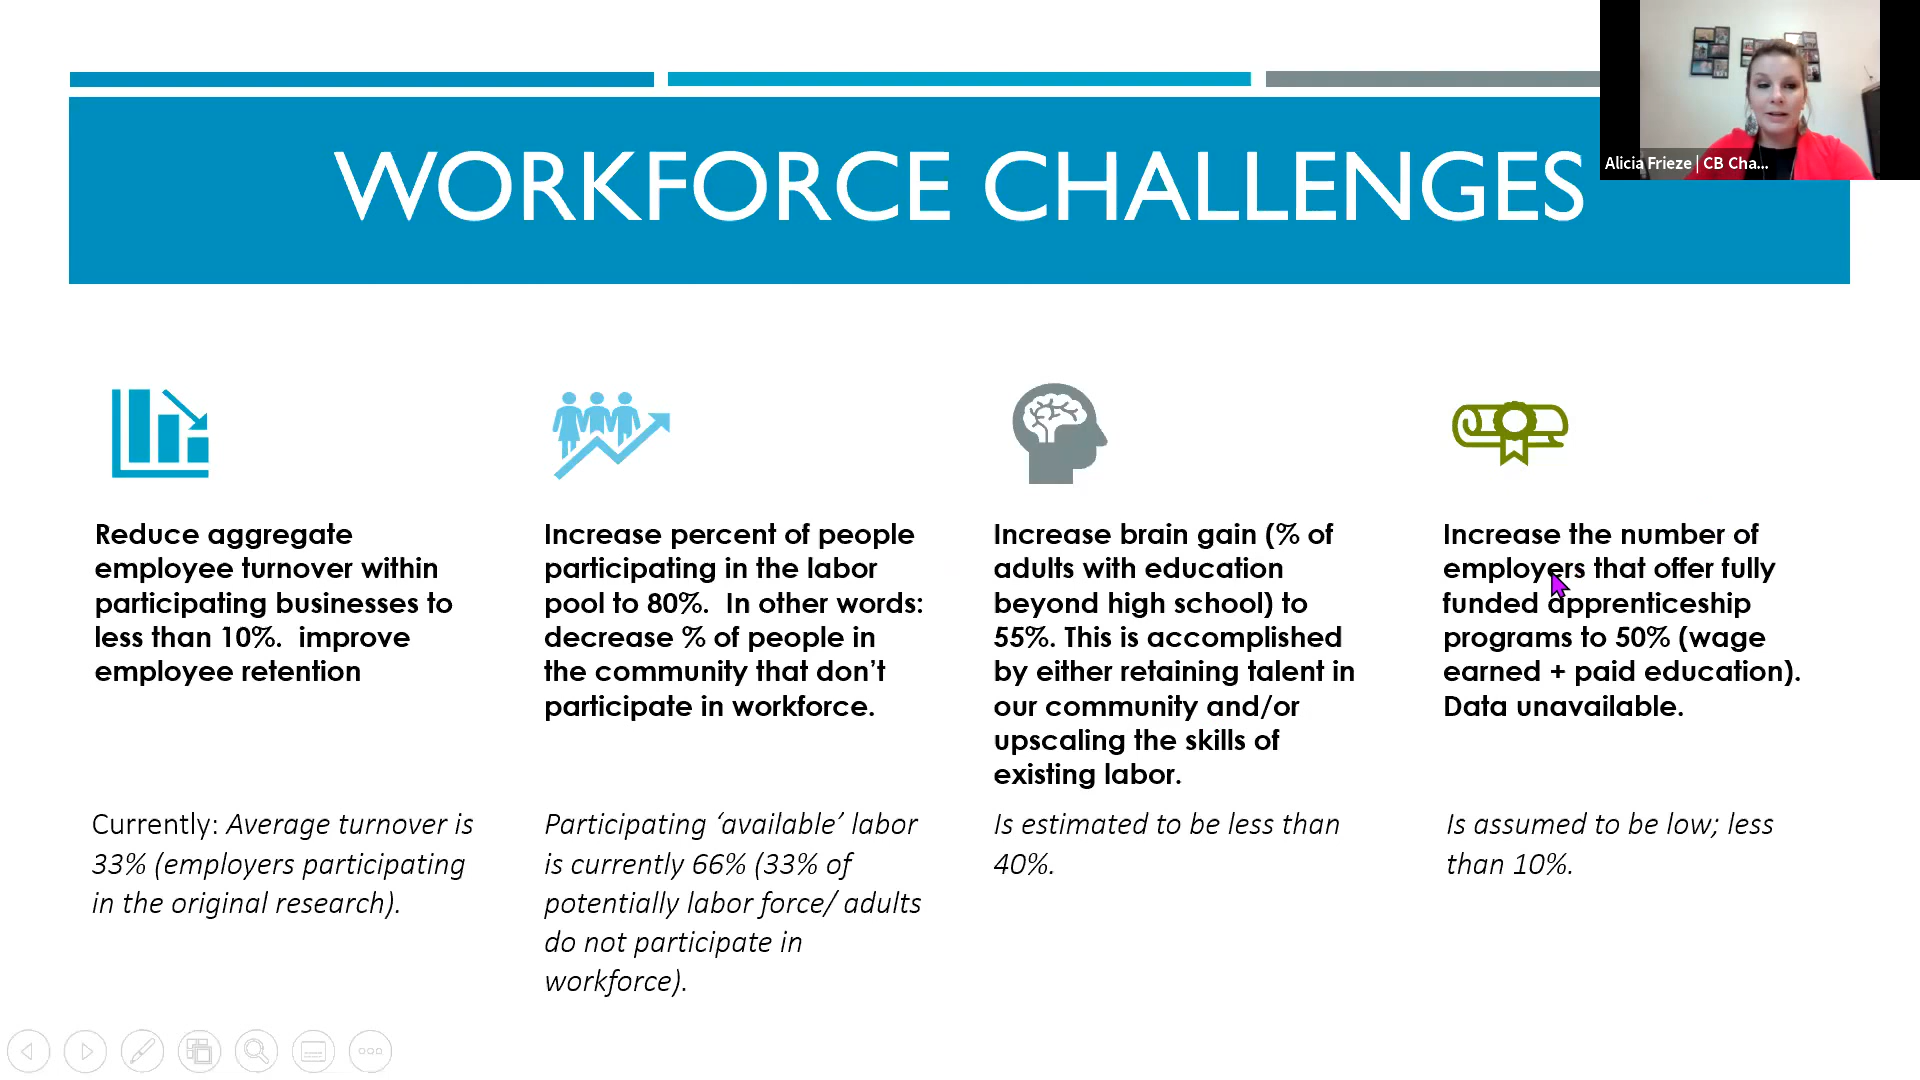 WORKFORCE CHALLENGES
Alicia Frieze | CB Cha...
Reduce aggregate
employee turnover within
participating businesses to
less than 10%.  improve
employee retention
Currently: Average turnover is
33% (employers participating
in the original research).
Increase percent of people
participating in the labor
pool to 80%.  In other words:
decrease % of people in
the community that don’t
participate in workforce.
Participating ‘available’ labor
is currently 66% (33% of
potentially labor force/ adults
do not participate in
workforce).
Increase brain gain (% of
adults with education
beyond high school) to
55%. This is accomplished
by either retaining talent in
our community and/or
upscaling the skills of
existing labor.
Is estimated to be less than
40%.
Increase the number of
employers that offer fully
funded apprenticeship
programs to 50% (wage
earned + paid education).
Data unavailable.
Is assumed to be low; less
than 10%.